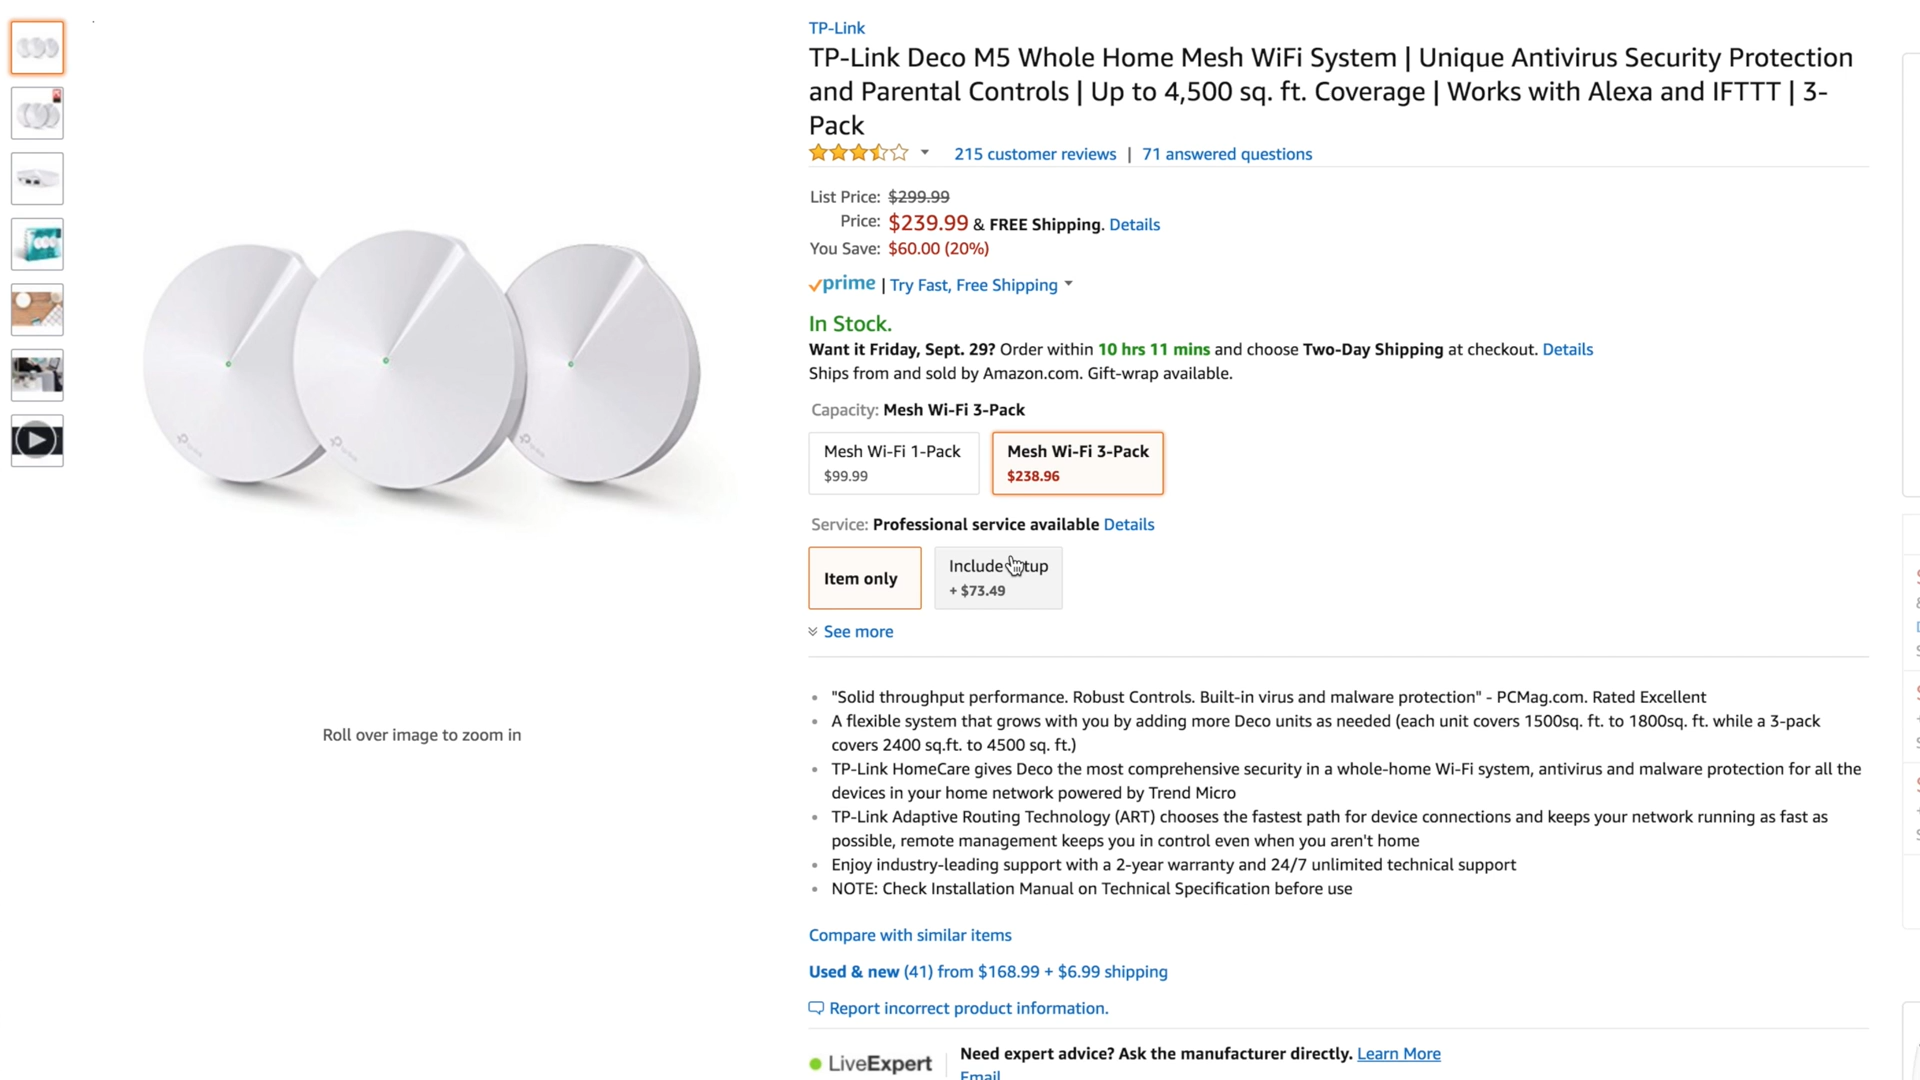 TP-Link
TP-Link Deco M5 Whole Home Mesh WiFi System | Unique Antivirus Security Protection
and Parental Controls | Up to 4,500 sq. ft. Coverage | Works with Alexa and IFTTT | 3-
Pack
215 customer reviews | 71 answered questions
List Price: $299.99
Price: $239.99 & FREE Shipping. Details
You Save: $60.00 (20%)
prime | Try Fast, Free Shipping
In Stock.
Want it Friday, Sept. 29? Order within 10 hrs 11 mins and choose Two-Day Shipping at checkout. Details
Ships from and sold by Amazon.com. Gift-wrap available.
Capacity: Mesh Wi-Fi 3-Pack
Mesh Wi-Fi 1-Pack
$99.99
Mesh Wi-Fi 3-Pack
$238.96
Service: Professional service available Details
Item only
Include tup
+ $73.49
See more
Roll over image to zoom in
• "Solid throughput performance. Robust Controls. Built-in virus and malware protection" - PCMag.com. Rated Excellent
• A flexible system that grows with you by adding more Deco units as needed (each unit covers 1500sq. ft. to 1800sq. ft. while a 3-pack
covers 2400 sq.ft. to 4500 sq. ft.)
• TP-Link HomeCare gives Deco the most comprehensive security in a whole-home Wi-Fi system, antivirus and malware protection for all the
devices in your home network powered by Trend Micro
• TP-Link Adaptive Routing Technology (ART) chooses the fastest path for device connections and keeps your network running as fast as
possible, remote management keeps you in control even when you aren't home
• Enjoy industry-leading support with a 2-year warranty and 24/7 unlimited technical support
• NOTE: Check Installation Manual on Technical Specification before use
Compare with similar items
Used & new (41) from $168.99 + $6.99 shipping
Report incorrect product information.
LiveExpert
Need expert advice? Ask the manufacturer directly. Learn More
Email